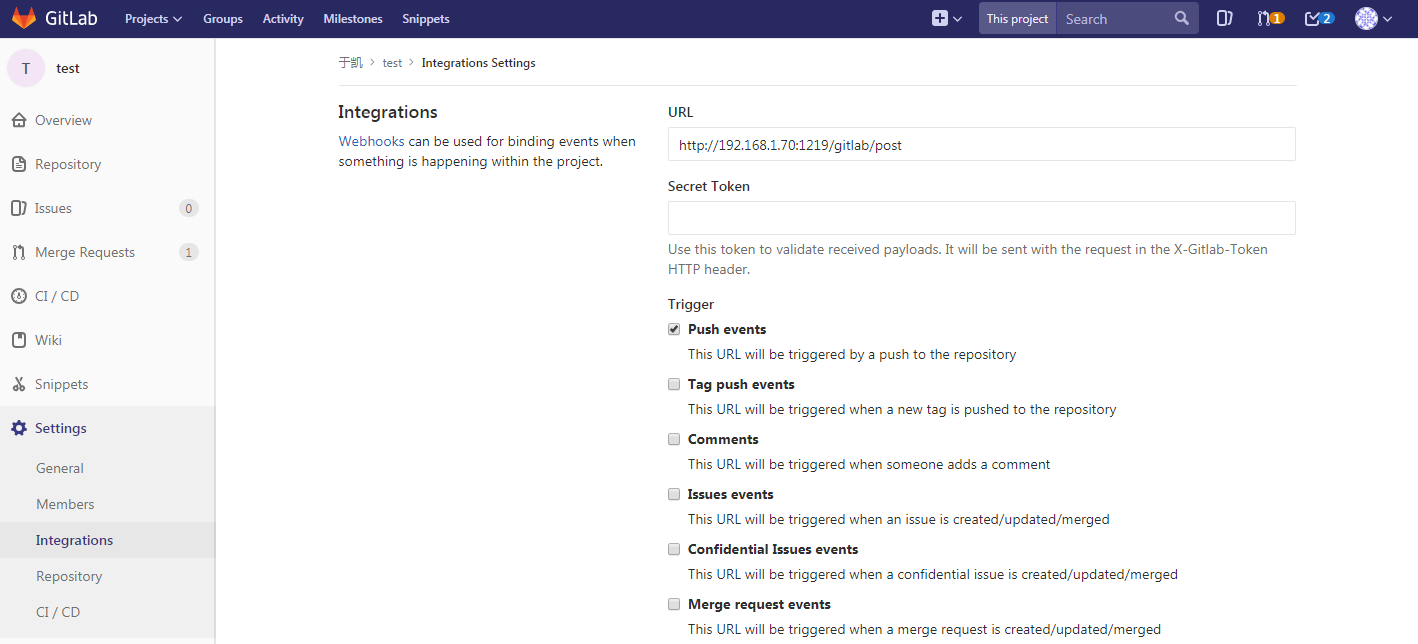 GitLab Projects Groups Activity Milestones Snippets This project Search 1 2
T test
Overview
Repository
Issues 0
Merge Requests 1
CI / CD
Wiki
Snippets
Settings
General
Members
Integrations
Repository
CI / CD
于凯 > test > Integrations Settings
Integrations
Webhooks can be used for binding events when
something is happening within the project.
URL
http://192.168.1.70:1219/gitlab/post
Secret Token
Use this token to validate received payloads. It will be sent with the request in the X-Gitlab-Token
HTTP header.
Trigger
Push events
This URL will be triggered by a push to the repository
Tag push events
This URL will be triggered when a new tag is pushed to the repository
Comments
This URL will be triggered when someone adds a comment
Issues events
This URL will be triggered when an issue is created/updated/merged
Confidential Issues events
This URL will be triggered when a confidential issue is created/updated/merged
Merge request events
This URL will be triggered when a merge request is created/updated/merged